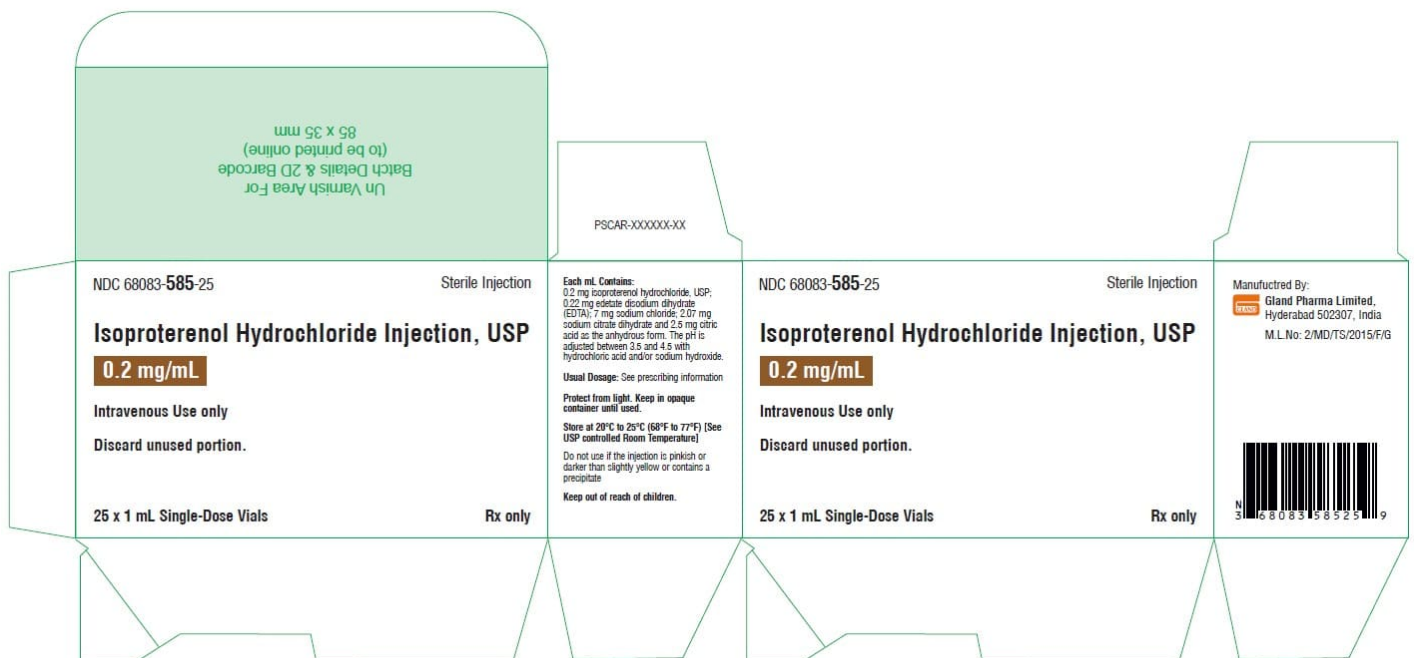 Un Varnish Area For
Batch Details & 2D Barcode
(to be printed online)
85 x 35 mm
PSCAR-XXXXXX-XX
NDC 68083-585-25
Sterile Injection
Isoproterenol Hydrochloride Injection, USP
0.2 mg/mL
Intravenous Use only
Discard unused portion.
25 x 1 mL Single-Dose Vials
Rx only
Each mL Contains:
0.2 mg isoproterenol hydrochloride, USP;
0.22 mg edetate disodium dihydrate
(EDTA); 7 mg sodium chloride; 2.07 mg
sodium citrate dihydrate and 2.5 mg citric
acid as the anhydrous form. The pH is
adjusted between 3.5 and 4.5 with
hydrochloric acid and/or sodium hydroxide.
Usual Dosage: See prescribing information
Protect from light. Keep in opaque
container until used.
Store at 20°C to 25°C (68°F to 77°F) [See
USP controlled Room Temperature]
Do not use if the injection is pinkish or
darker than slightly yellow or contains a
precipitate
Keep out of reach of children.
NDC 68083-585-25
Sterile Injection
Isoproterenol Hydrochloride Injection, USP
0.2 mg/mL
Intravenous Use only
Discard unused portion.
25 x 1 mL Single-Dose Vials
Rx only
Manufuctred By:
GLAND
Gland Pharma Limited,
Hyderabad 502307, India
M.L.No: 2/MD/TS/2015/F/G
N
3 68083 58525 9